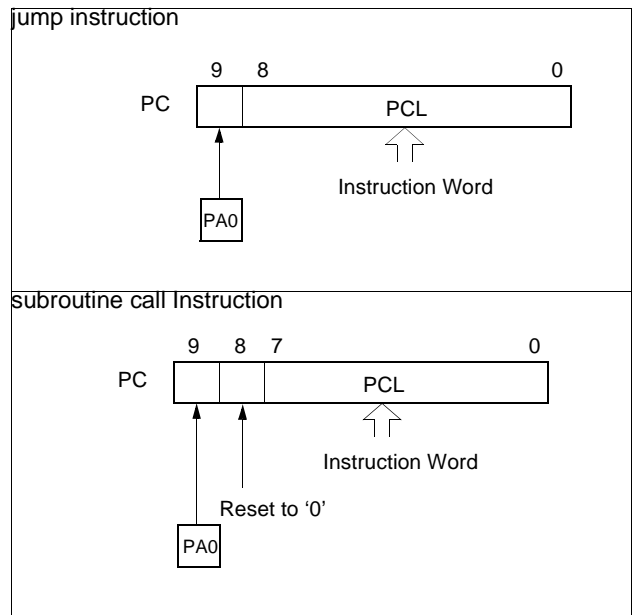 jump instruction
9 8 0
PC PCL
Instruction Word
PA0
subroutine call Instruction
9 8 7 0
PC PCL
Instruction Word
Reset to ‘0’
PA0